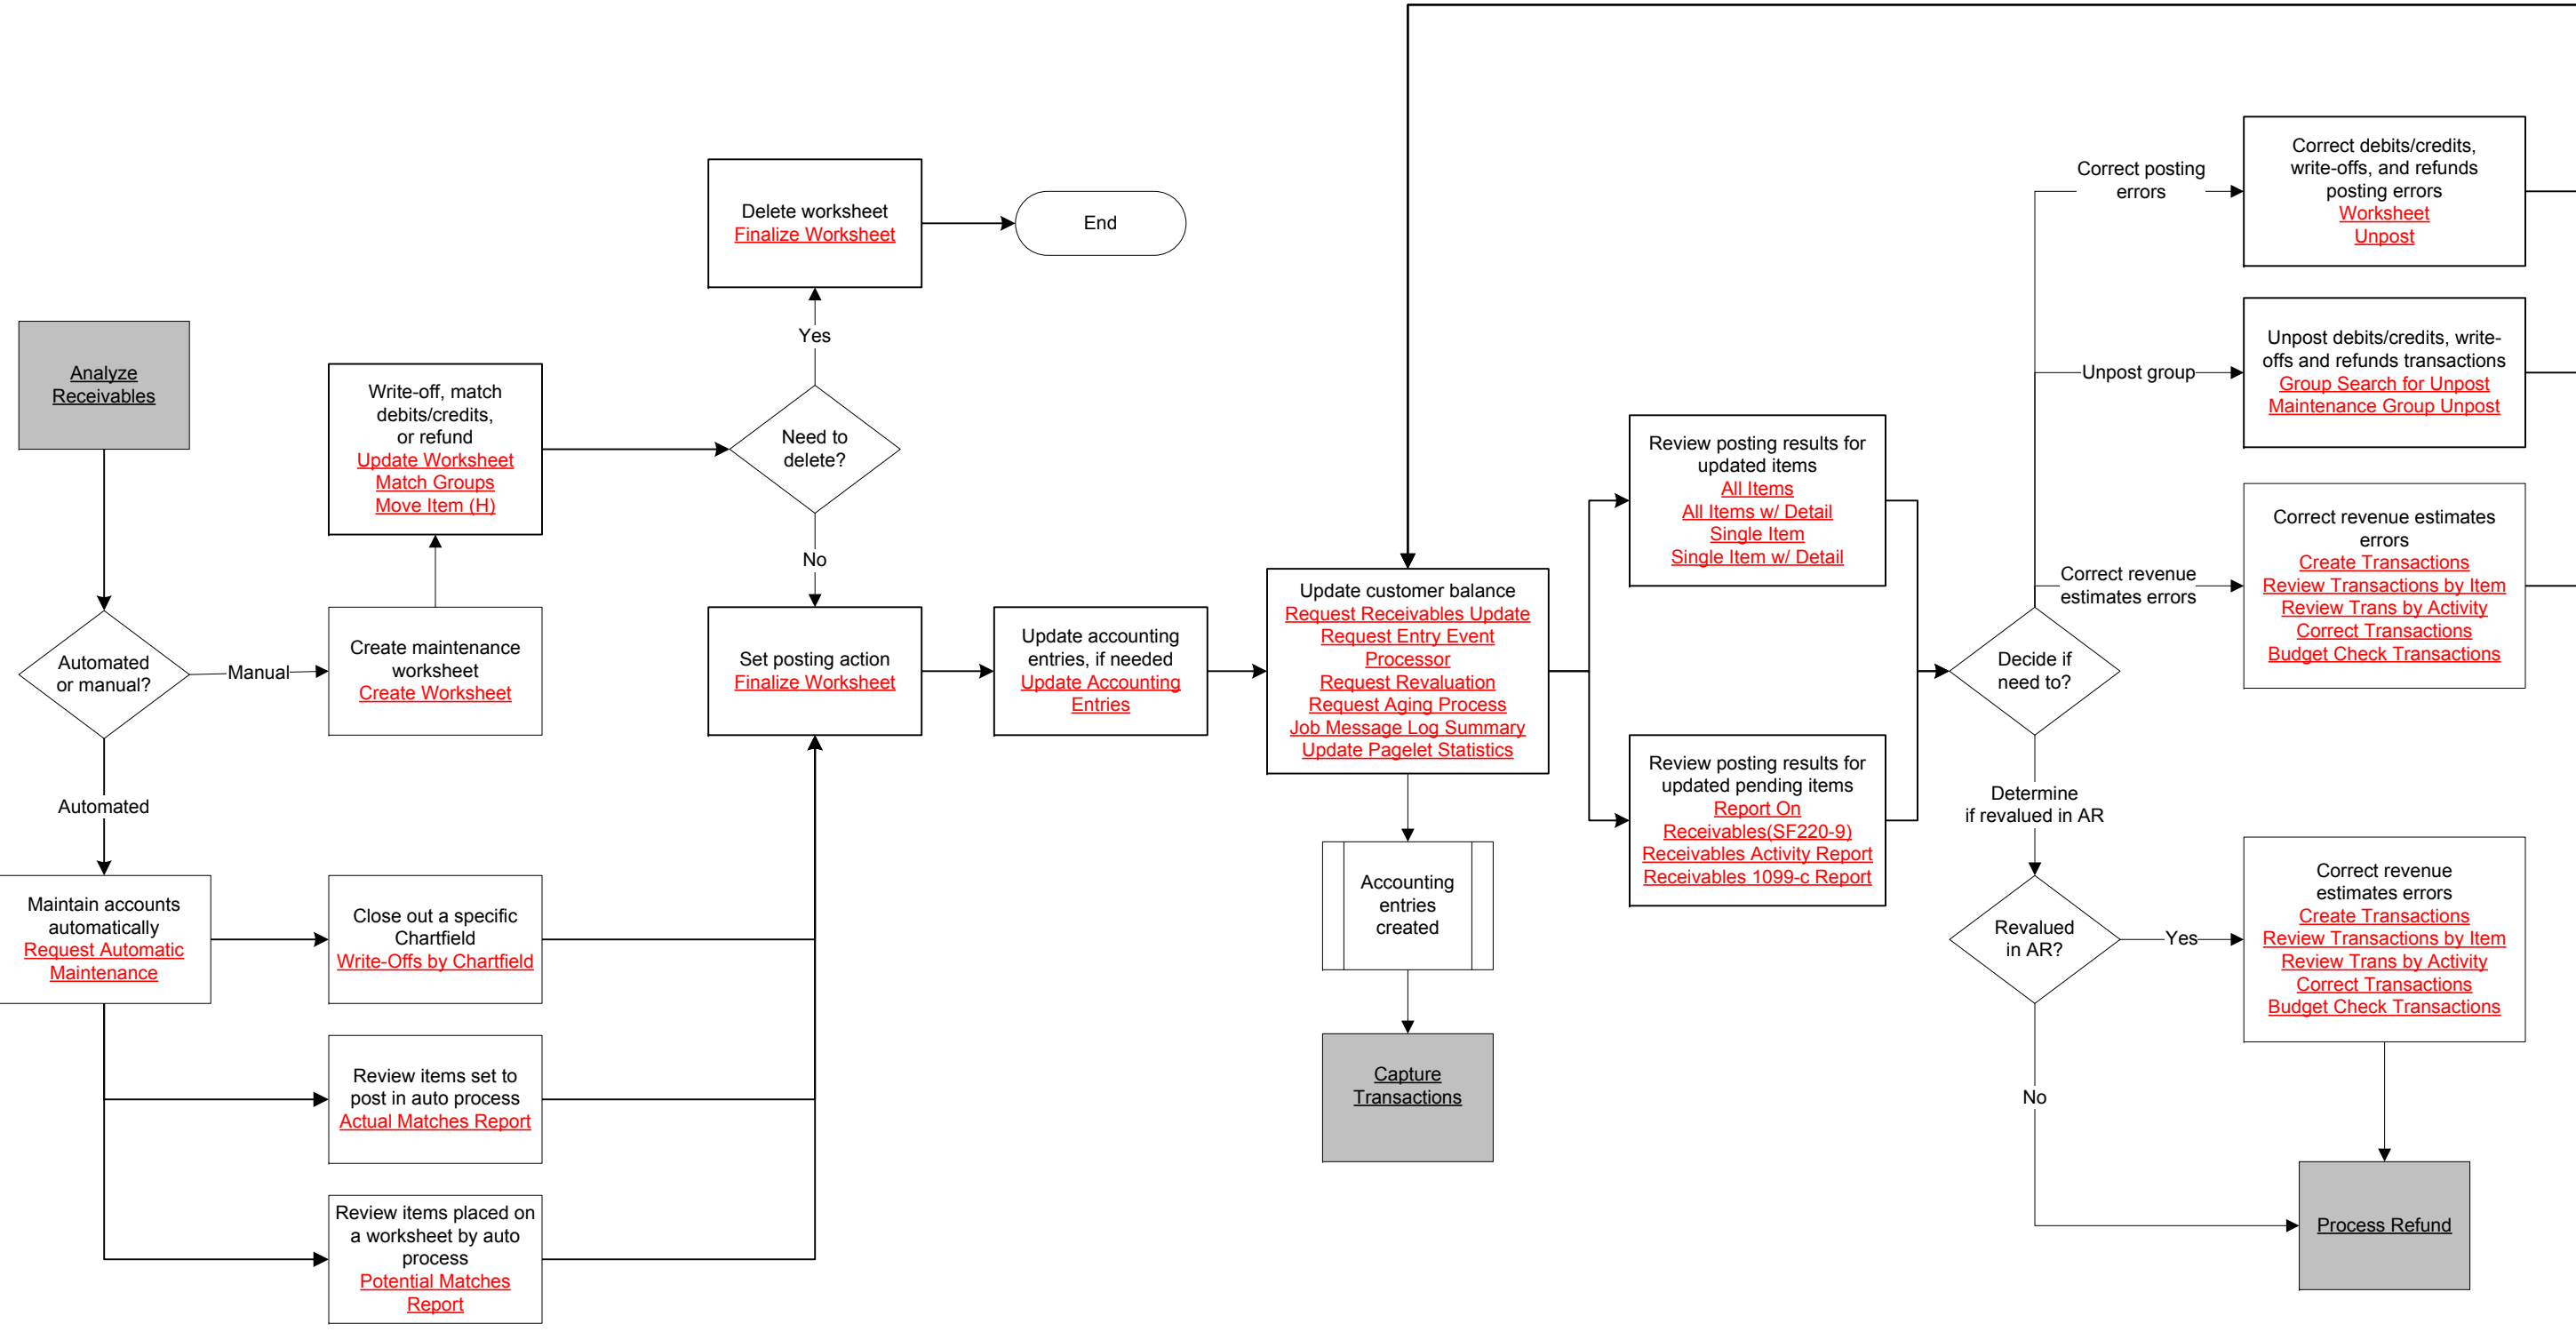 Analyze
Receivables
Automated
or manual?
Manual
Automated
Maintain accounts
automatically
Request Automatic
Maintenance
Create maintenance
worksheet
Create Worksheet
Write-off, match
debits/credits,
or refund
Update Worksheet
Match Groups
Move Item (H)
Close out a specific
Chartfield
Write-Offs by Chartfield
Review items set to
post in auto process
Actual Matches Report
Review items placed on
a worksheet by auto
process
Potential Matches
Report
Delete worksheet
Finalize Worksheet
End
Yes
Need to
delete?
No
Set posting action
Finalize Worksheet
Update accounting
entries, if needed
Update Accounting
Entries
Update customer balance
Request Receivables Update
Request Entry Event
Processor
Request Revaluation
Request Aging Process
Job Message Log Summary
Update Pagelet Statistics
Accounting
entries
created
Capture
Transactions
Review posting results for
updated items
All Items
All Items w/ Detail
Single Item
Single Item w/ Detail
Review posting results for
updated pending items
Report On
Receivables(SF220-9)
Receivables Activity Report
Receivables 1099-c Report
Decide if
need to?
Correct posting
errors
Unpost group
Correct revenue
estimates errors
Determine
if revalued in AR
Correct debits/credits,
write-offs, and refunds
posting errors
Worksheet
Unpost
Unpost debits/credits, write-
offs and refunds transactions
Group Search for Unpost
Maintenance Group Unpost
Correct revenue estimates
errors
Create Transactions
Review Transactions by Item
Review Trans by Activity
Correct Transactions
Budget Check Transactions
Revalued
in AR?
Yes
No
Correct revenue
estimates errors
Create Transactions
Review Transactions by Item
Review Trans by Activity
Correct Transactions
Budget Check Transactions
Process Refund